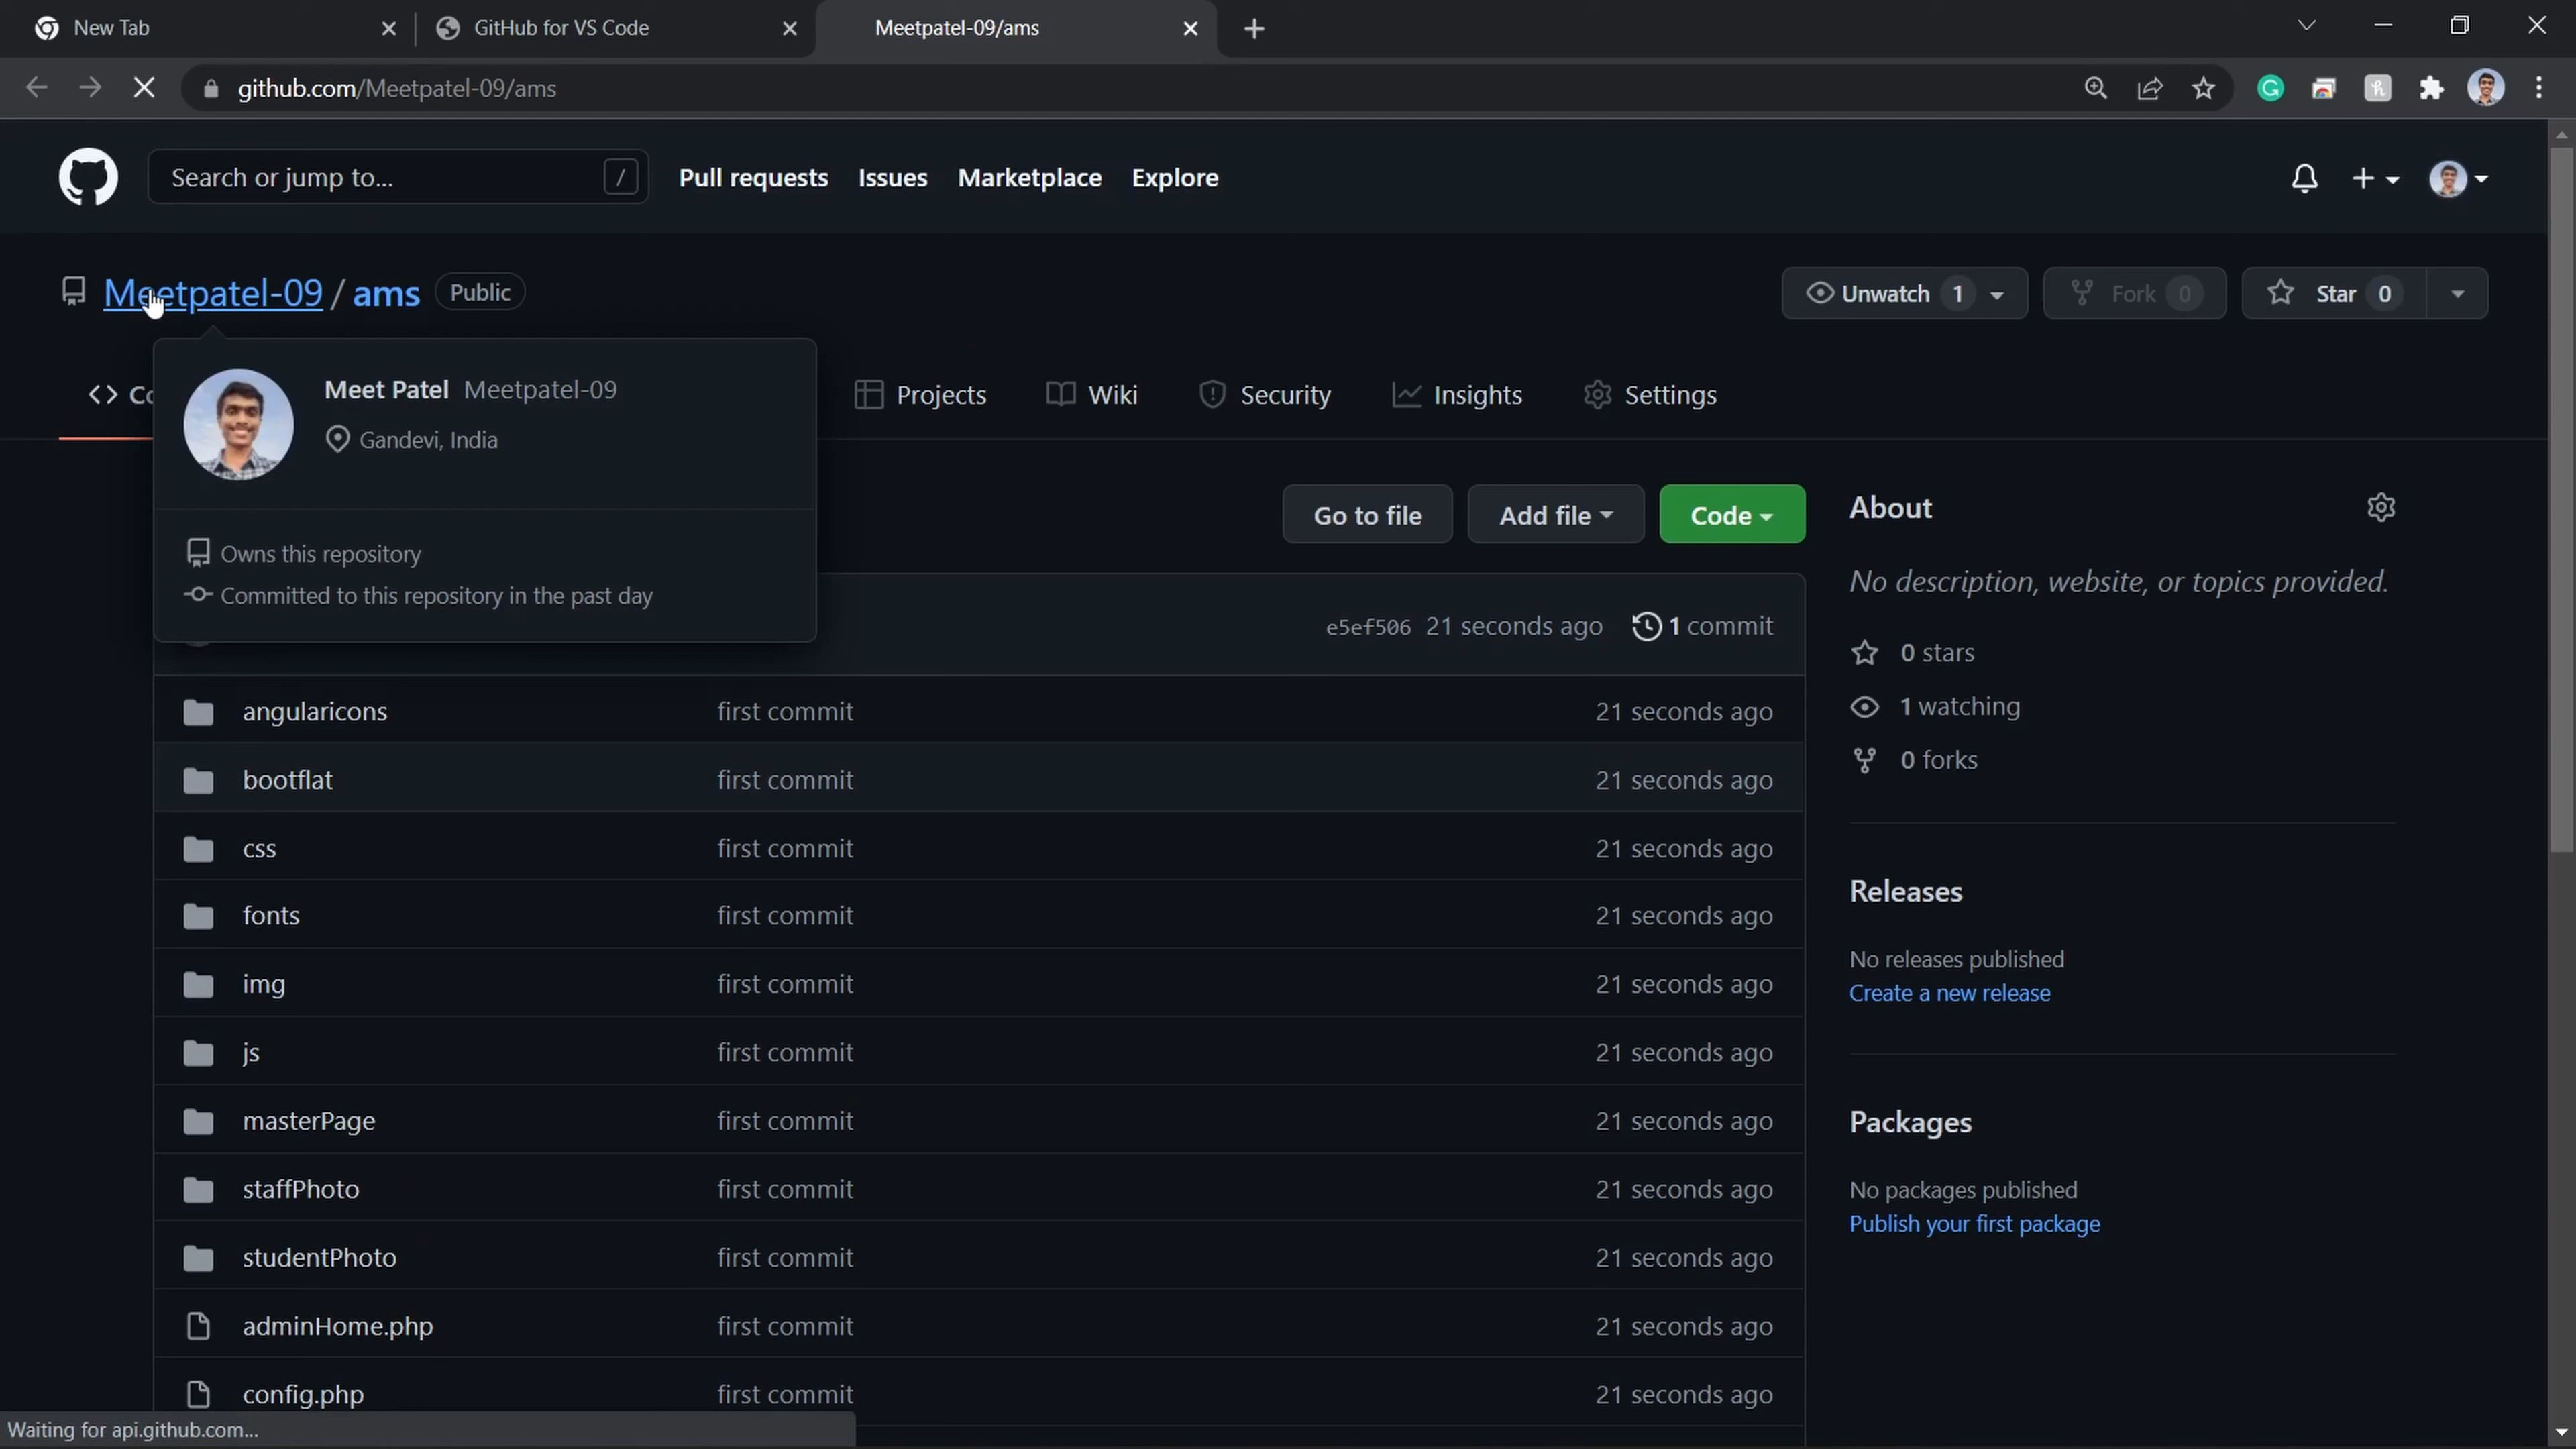 New Tab
GitHub for VS Code
Meetpatel-09/ams
github.com/Meetpatel-09/ams
Search or jump to... /
Pull requests Issues Marketplace Explore
Meetpatel-09 / ams Public
Unwatch 1
Fork 0
Star 0
Co
Projects
Wiki
Security
Insights
Settings
Meet Patel Meetpatel-09
Gandevi, India
Owns this repository
Committed to this repository in the past day
Go to file
Add file
Code
e5ef506 21 seconds ago 1 commit
angularicons first commit 21 seconds ago
bootflat first commit 21 seconds ago
css first commit 21 seconds ago
fonts first commit 21 seconds ago
img first commit 21 seconds ago
js first commit 21 seconds ago
masterPage first commit 21 seconds ago
staffPhoto first commit 21 seconds ago
studentPhoto first commit 21 seconds ago
adminHome.php first commit 21 seconds ago
config.php first commit 21 seconds ago
About
No description, website, or topics provided.
0 stars
1 watching
0 forks
Releases
No releases published
Create a new release
Packages
No packages published
Publish your first package
Waiting for api.github.com...